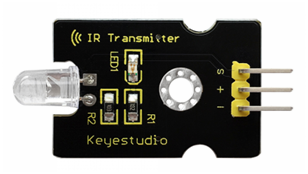 IR Transmitter
LED1
S
+
-
R2
R1
Keyestudio